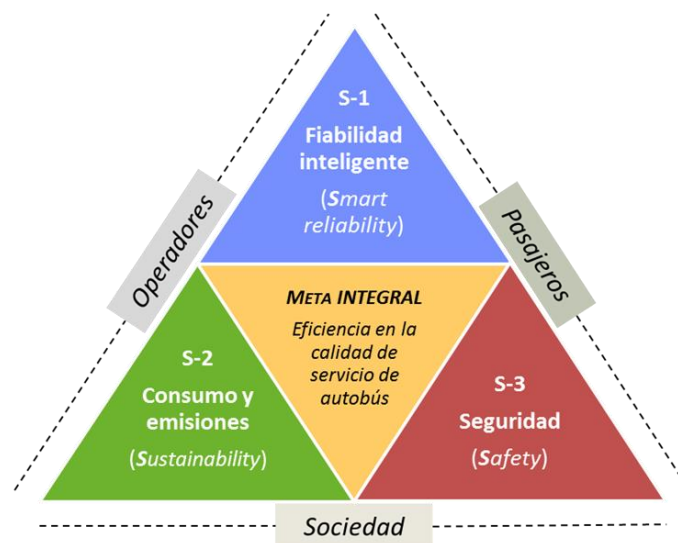 S-1
Fiabilidad
inteligente
(Smart
reliability)
Operadores
Pasajeros
META INTEGRAL
Eficiencia en la
calidad de
servicio de
autobús
S-2
Consumo y
emisiones
(Sustainability)
S-3
Seguridad
(Safety)
Sociedad